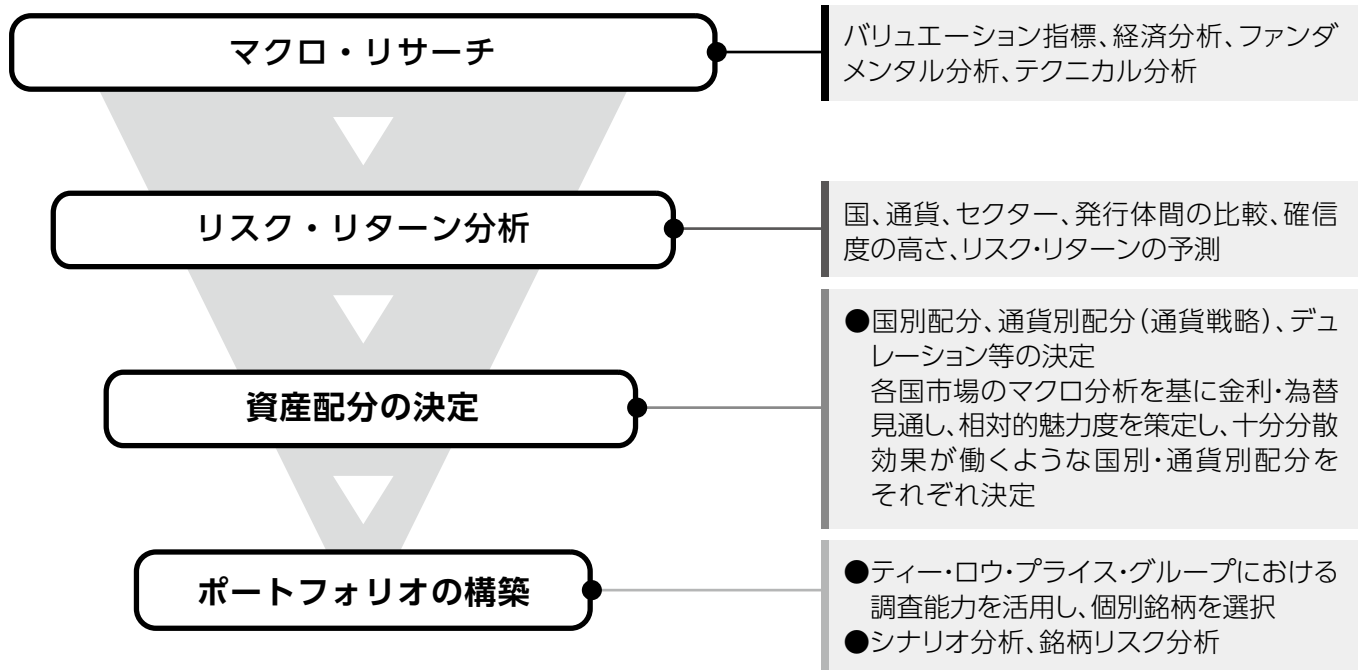 マクロ・リサーチ
バリュエーション指標、経済分析、ファンダ
メンタル分析、テクニカル分析
リスク・リターン分析
国、通貨、セクター、発行体間の比較、確信
度の高さ、リスク・リターンの予測
資産配分の決定
●国別配分、通貨別配分(通貨戦略)、デュ
レーション等の決定
各国市場のマクロ分析を基に金利・為替
見通し、相対的魅力度を策定し、十分分散
効果が働くような国別・通貨別配分を
それぞれ決定
ポートフォリオの構築
●ティー・ロウ・プライス・グループにおける
調査能力を活用し、個別銘柄を選択
●シナリオ分析、銘柄リスク分析